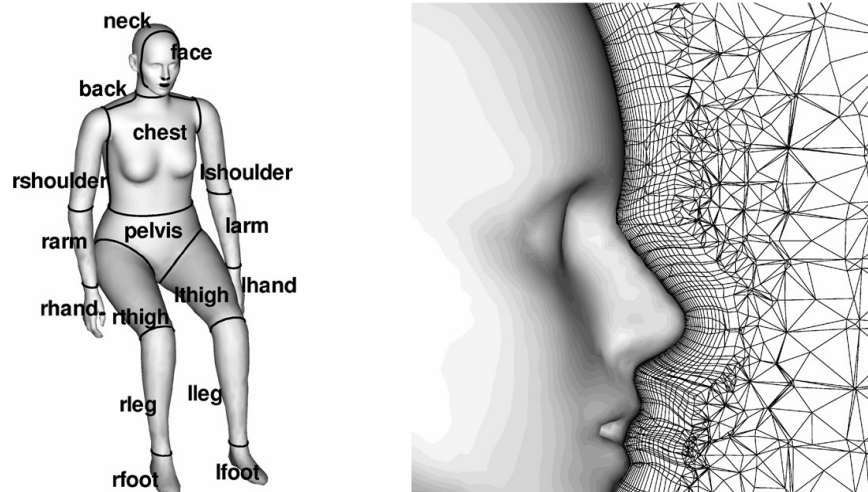 neck
face
back
chest
rshoulder
lshoulder
rarm
pelvis
larm
rhand
rthigh
lthigh
lhand
rleg
lleg
rfoot
lfoot